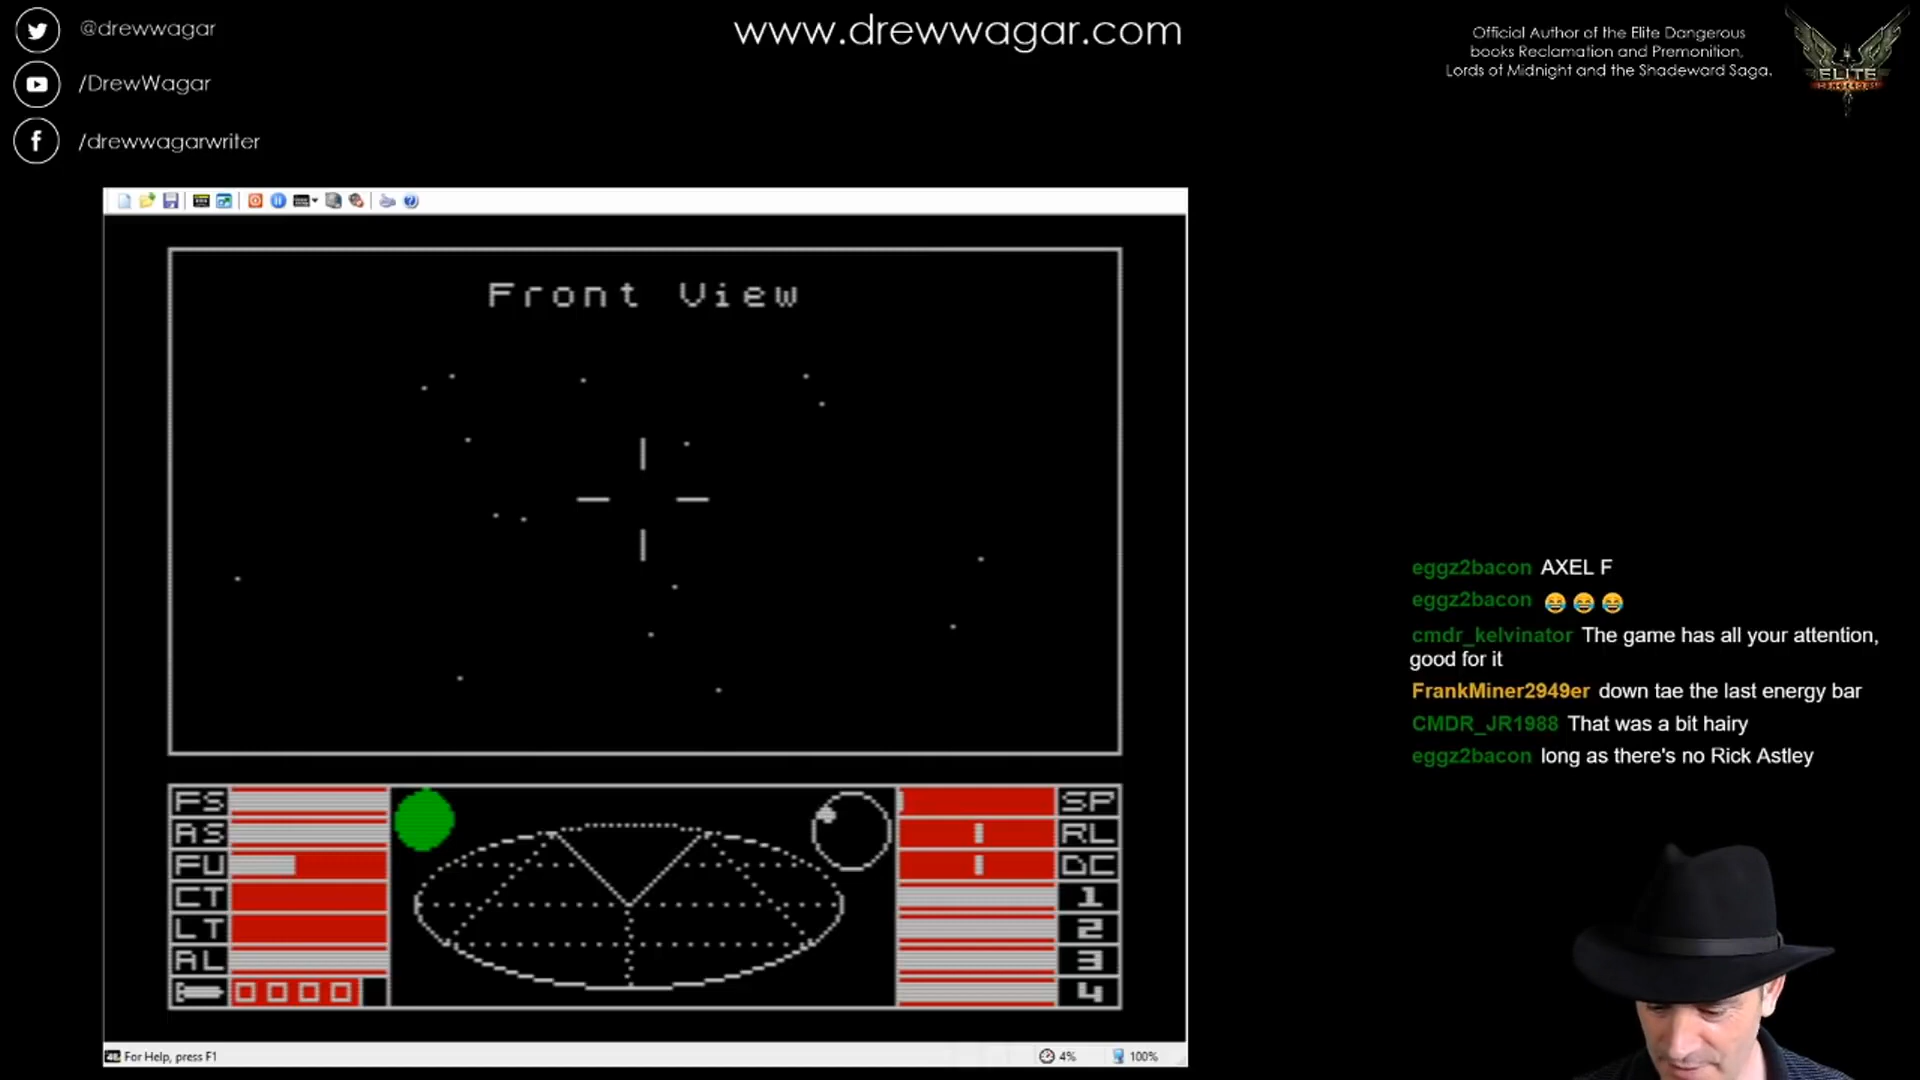 @drewwagar
/DrewWagar
/drewwagarwriter
www.drewwagar.com
Official Author of the Elite Dangerous
books Reclamation and Premonition,
Lords of Midnight and the Shadeward Saga.
ELITE
DANGEROUS
Front View
FS
AS
FU
CT
LT
AL
SP
RL
DC
1
2
3
4
For Help, press F1
4%
100%
eggz2bacon AXEL F
eggz2bacon 😂 😂 😂
cmdr_kelvinator The game has all your attention,
good for it
FrankMiner2949er down tae the last energy bar
CMDR_JR1988 That was a bit hairy
eggz2bacon long as there's no Rick Astley